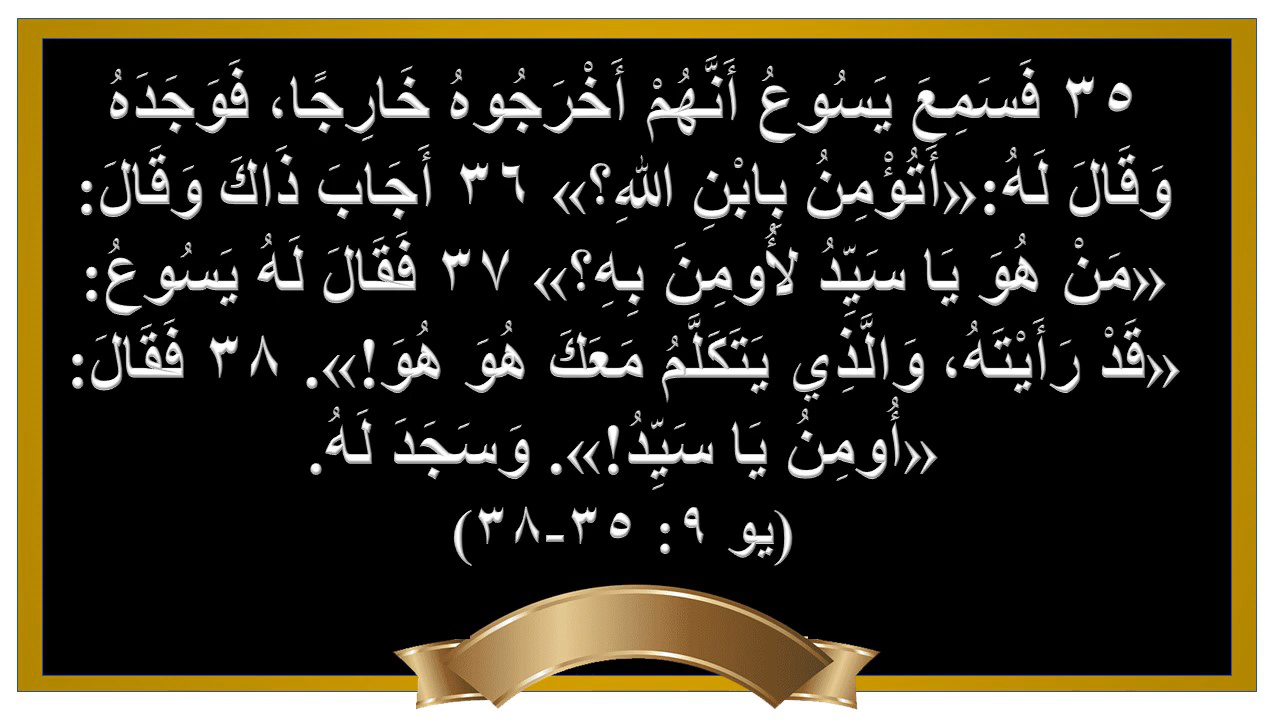 ٣٥ فَسَمِعَ يَسُوعُ أَنَّهُمْ أَخْرَجُوهُ خَارِجًا، فَوَجَدَهُ
وَقَالَ لَهُ:«أَتُؤْمِنُ بِابْنِ اللهِ؟» ٣٦ أَجَابَ ذَاكَ وَقَالَ:
«مَنْ هُوَ يَا سَيِّدُ لأُومِنَ بِهِ؟» ٣٧ فَقَالَ لَهُ يَسُوعُ:
«قَدْ رَأَيْتَهُ، وَالَّذِي يَتَكَلَّمُ مَعَكَ هُوَ هُوَ!». ٣٨ فَقَالَ:
«أُومِنُ يَا سَيِّدُ!». وَسَجَدَ لَهُ.
(يو ٩: ٣٥-٣٨)